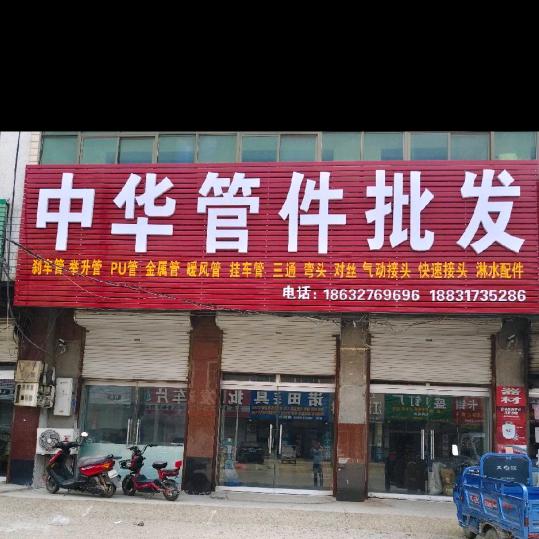 中华管件批发
刹车管 举升管 PU管 金属管 暖风管 挂车管 三通 弯头 对丝 气动接头 快速接头 淋水配件
电话：18632769696 18831735286
器材